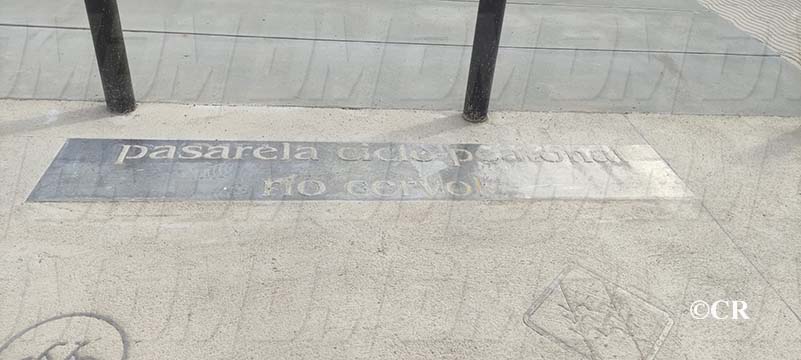 pasarela ciclo peatonal
río cervol
©CR